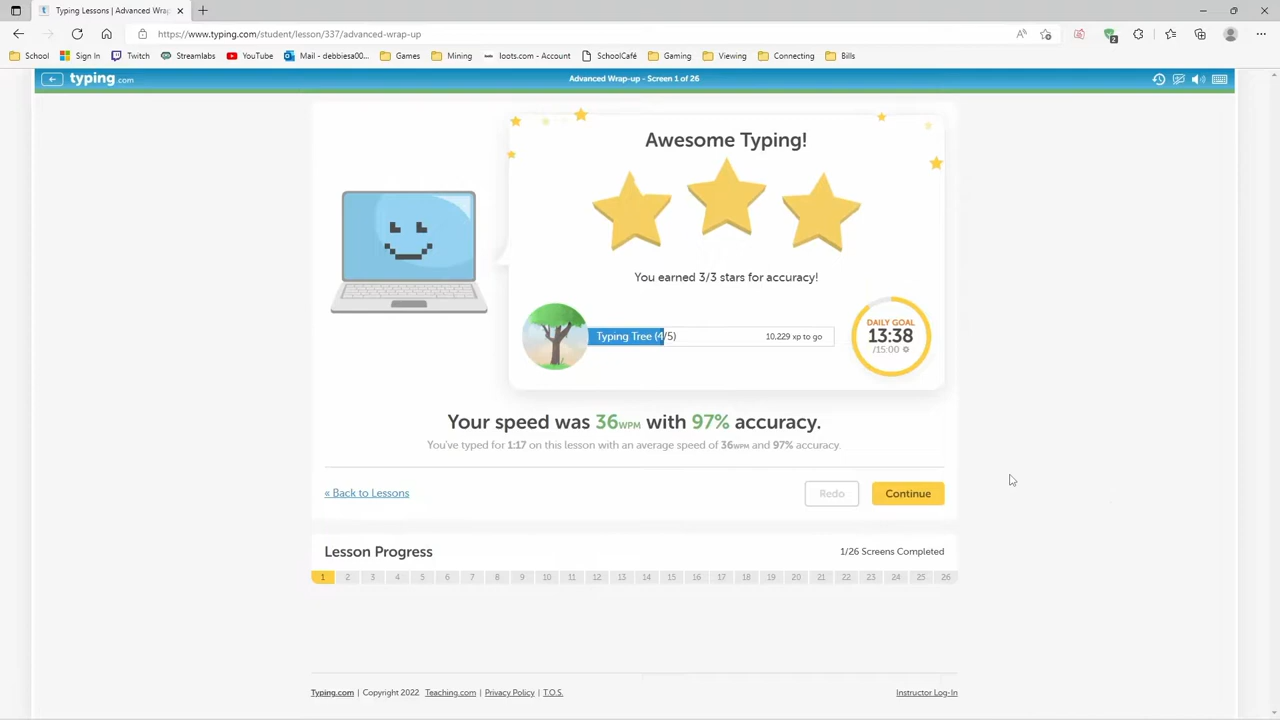 Typing Lessons | Advanced Wrap
https://www.typing.com/student/lesson/337/advanced-wrap-up
School Sign In Twitch Streamlabs YouTube Mail - debbiesa00... Games Mining loots.com - Account SchoolCafé Gaming Viewing Connecting Bills
typing.com
Advanced Wrap-up - Screen 1 of 26
Awesome Typing!
You earned 3/3 stars for accuracy!
Typing Tree (4/5)
10,229 xp to go
DAILY GOAL
13:38
/15:00
Your speed was 36WPM with 97% accuracy.
You've typed for 1:17 on this lesson with an average speed of 36WPM and 97% accuracy.
« Back to Lessons
Redo
Continue
Lesson Progress
1/26 Screens Completed
1 2 3 4 5 6 7 8 9 10 11 12 13 14 15 16 17 18 19 20 21 22 23 24 25 26
Typing.com | Copyright 2022 Teaching.com | Privacy Policy | T.O.S.
Instructor Log-In